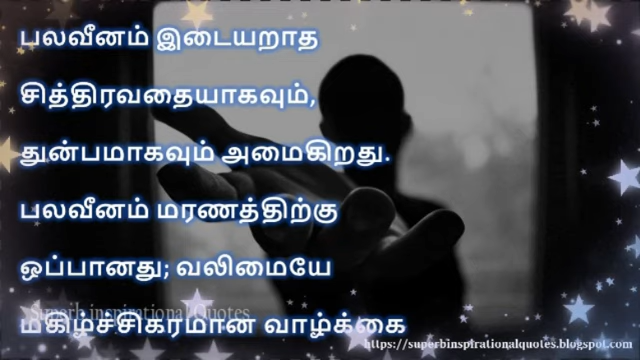 பலவீனம் இடையறாத
சித்திரவதையாகவும்,
துன்பமாகவும் அமைகிறது.
பலவீனம் மரணத்திற்கு
ஒப்பானது; வலிமையே
Superb inspirational Quotes
மகிழ்ச்சிகரமான வாழ்க்கை
https://superbinspirationalquotes.blogspot.com